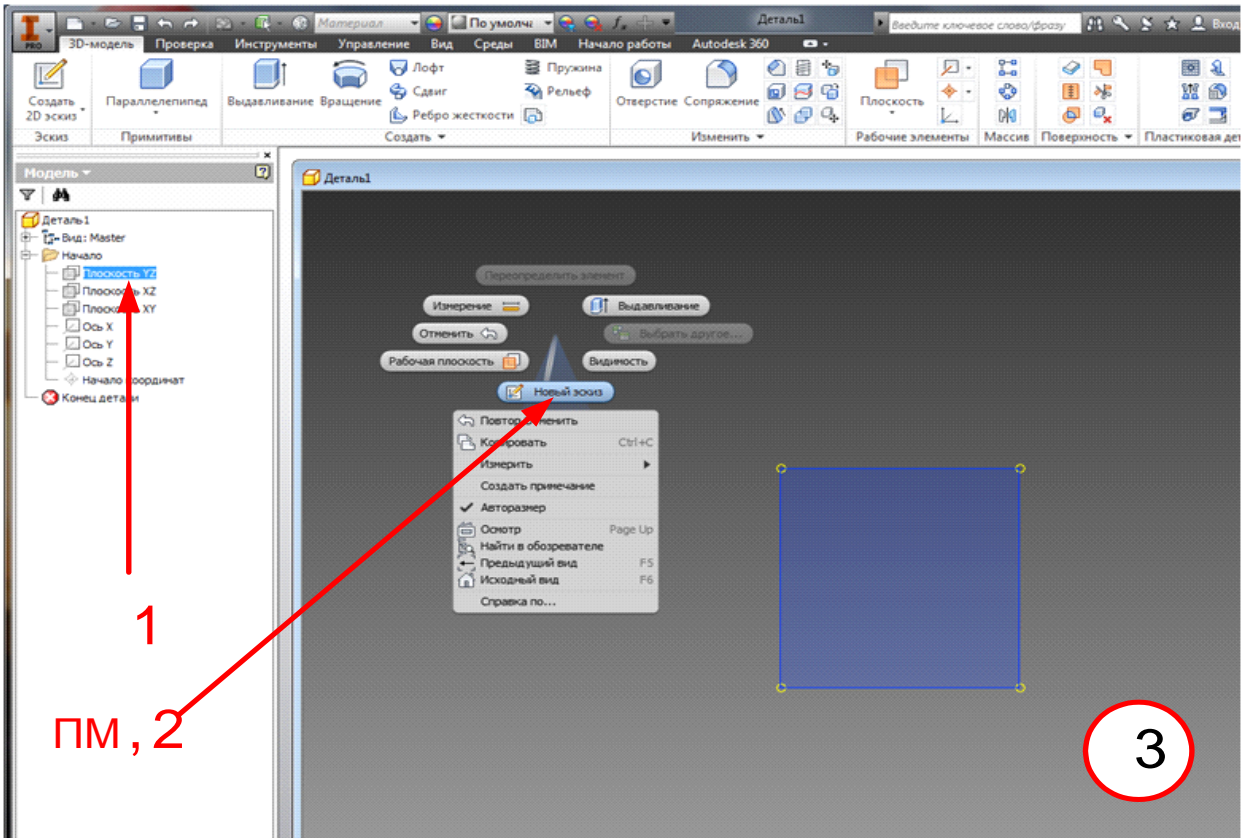 PRO
Материал
По умолча
Деталь1
Введите ключевое слово/фразу
Вход
3D-модель Проверка Инструменты Управление Вид Среды BIM Начало работы Autodesk 360
Создать 2D эскиз
Параллелепипед
Выдавливание
Вращение
Лофт
Сдвиг
Ребро жесткости
Пружина
Рельеф
Отверстие
Сопряжение
Плоскость
Эскиз
Примитивы
Создать
Изменить
Рабочие элементы
Массив
Поверхность
Пластиковая дет
Модель
Деталь1
Вид: Master
Начало
Плоскость YZ
Плоскость XZ
Плоскость XY
Ось X
Ось Y
Ось Z
Начало координат
Конец детали
Деталь1
Переопределить элемент
Измерение
Выдавливание
Отменить
Выбрать другое...
Рабочая плоскость
Видимость
Новый эскиз
Повтор Отменить
Копировать Ctrl+C
Измерить
Создать примечание
Авторазмер
Осмотр Page Up
Найти в обозревателе
Предыдущий вид F5
Исходный вид F6
Справка по...
1
ПМ , 2
3